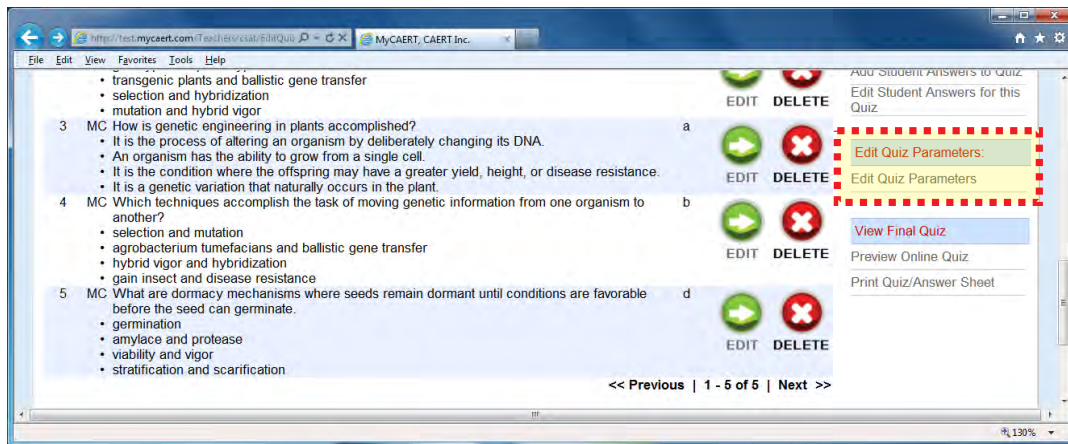 http://test.mycaert.com/Teachers/csat/EditQui
MyCAERT, CAERT Inc.
File Edit View Favorites Tools Help
• transgenic plants and ballistic gene transfer
• selection and hybridization
• mutation and hybrid vigor
EDIT DELETE
3 MC How is genetic engineering in plants accomplished? a
• It is the process of altering an organism by deliberately changing its DNA.
• An organism has the ability to grow from a single cell.
• It is the condition where the offspring may have a greater yield, height, or disease resistance.
• It is a genetic variation that naturally occurs in the plant.
EDIT DELETE
4 MC Which techniques accomplish the task of moving genetic information from one organism to b
another?
• selection and mutation
• agrobacterium tumefacians and ballistic gene transfer
• hybrid vigor and hybridization
• gain insect and disease resistance
EDIT DELETE
5 MC What are dormacy mechanisms where seeds remain dormant until conditions are favorable d
before the seed can germinate.
• germination
• amylace and protease
• viability and vigor
• stratification and scarification
EDIT DELETE
<< Previous | 1 - 5 of 5 | Next >>
Add Student Answers to Quiz
Edit Student Answers for this
Quiz
Edit Quiz Parameters:
Edit Quiz Parameters
View Final Quiz
Preview Online Quiz
Print Quiz/Answer Sheet
130%